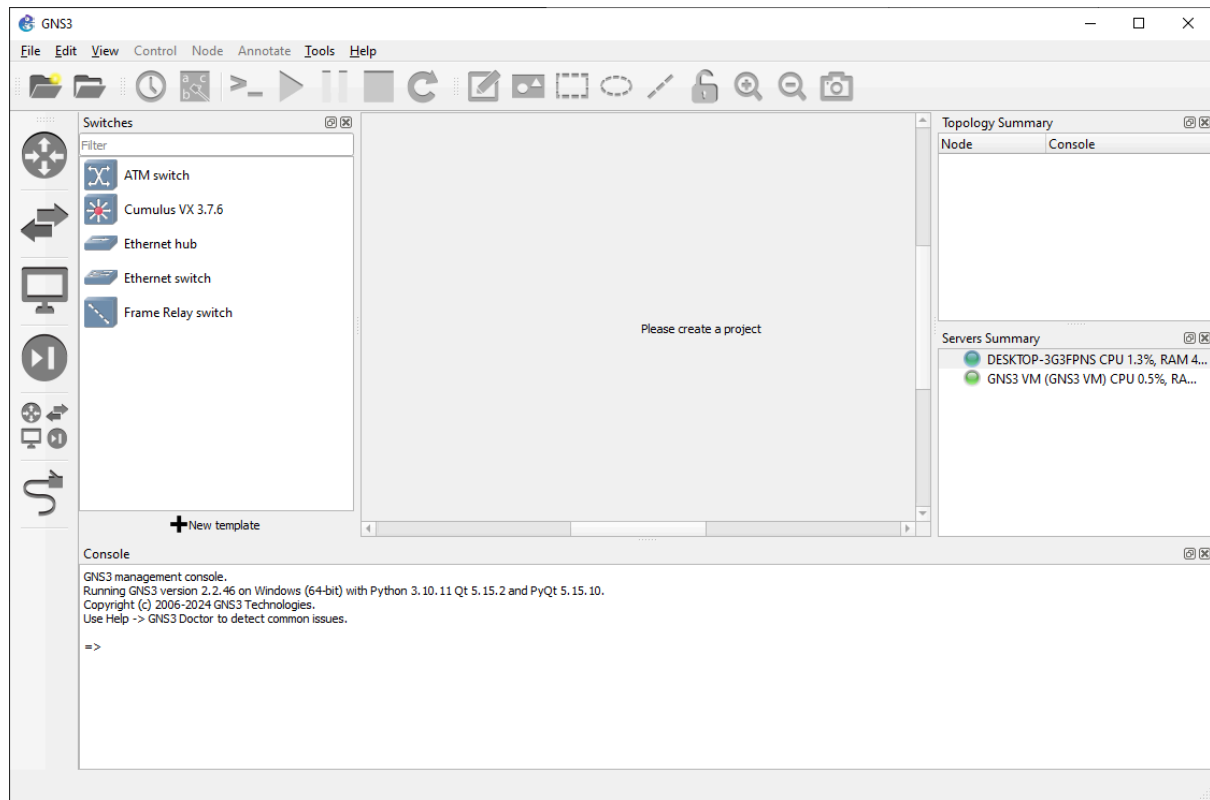 GNS3
File Edit View Control Node Annotate Tools Help
Switches
Filter
ATM switch
Cumulus VX 3.7.6
Ethernet hub
Ethernet switch
Frame Relay switch
New template
Please create a project
Topology Summary
Node Console
Servers Summary
DESKTOP-3G3FPNS CPU 1.3%, RAM 4...
GNS3 VM (GNS3 VM) CPU 0.5%, RA...
Console
GNS3 management console.
Running GNS3 version 2.2.46 on Windows (64-bit) with Python 3.10.11 Qt 5.15.2 and PyQt 5.15.10.
Copyright (c) 2006-2024 GNS3 Technologies.
Use Help -> GNS3 Doctor to detect common issues.
=>